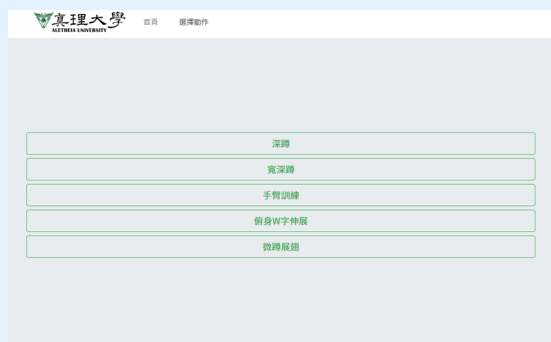 真理大學
ALETHEIA UNIVERSITY
首頁 選擇動作
深蹲
寬深蹲
手臂訓練
俯身W字伸展
微蹲展翅